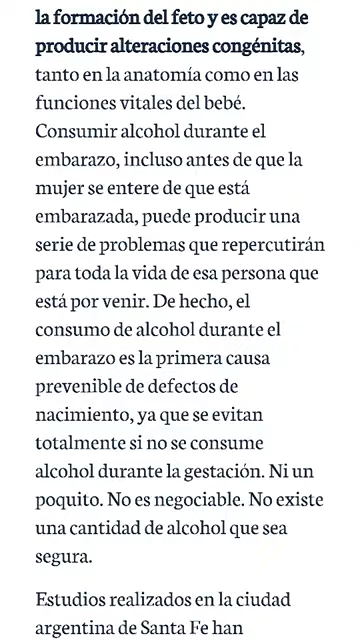 la formación del feto y es capaz de
producir alteraciones congénitas,
tanto en la anatomía como en las
funciones vitales del bebé.
Consumir alcohol durante el
embarazo, incluso antes de que la
mujer se entere de que está
embarazada, puede producir una
serie de problemas que repercutirán
para toda la vida de esa persona que
está por venir. De hecho, el
consumo de alcohol durante el
embarazo es la primera causa
prevenible de defectos de
nacimiento, ya que se evitan
totalmente si no se consume
alcohol durante la gestación. Ni un
poquito. No es negociable. No existe
una cantidad de alcohol que sea
segura.
Estudios realizados en la ciudad
argentina de Santa Fe han